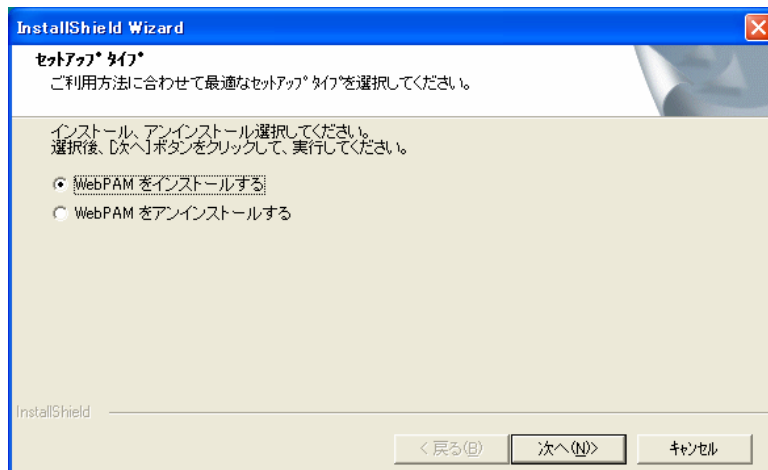 InstallShield Wizard
ｾｯﾄｱｯﾌﾟ ﾀｲﾌﾟ
ご利用方法に合わせて最適なｾｯﾄｱｯﾌﾟ ﾀｲﾌﾟを選択してください。
インストール、アンインストール選択してください。
選択後、[次へ]ボタンをクリックして、実行してください。
WebPAM をインストールする
WebPAM をアンインストールする
InstallShield
< 戻る(B)
次へ(N)>
ｷｬﾝｾﾙ